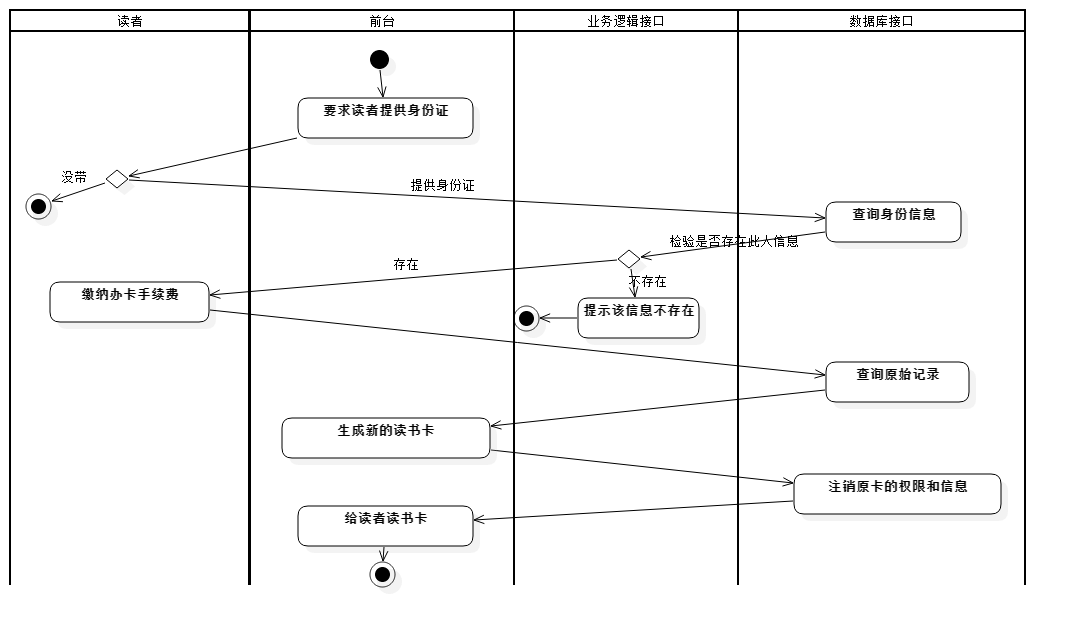 读者
前台
业务逻辑接口
数据库接口
要求读者提供身份证
没带
提供身份证
查询身份信息
检验是否存在此人信息
存在
不存在
缴纳办卡手续费
提示该信息不存在
查询原始记录
生成新的读书卡
注销原卡的权限和信息
给读者读书卡